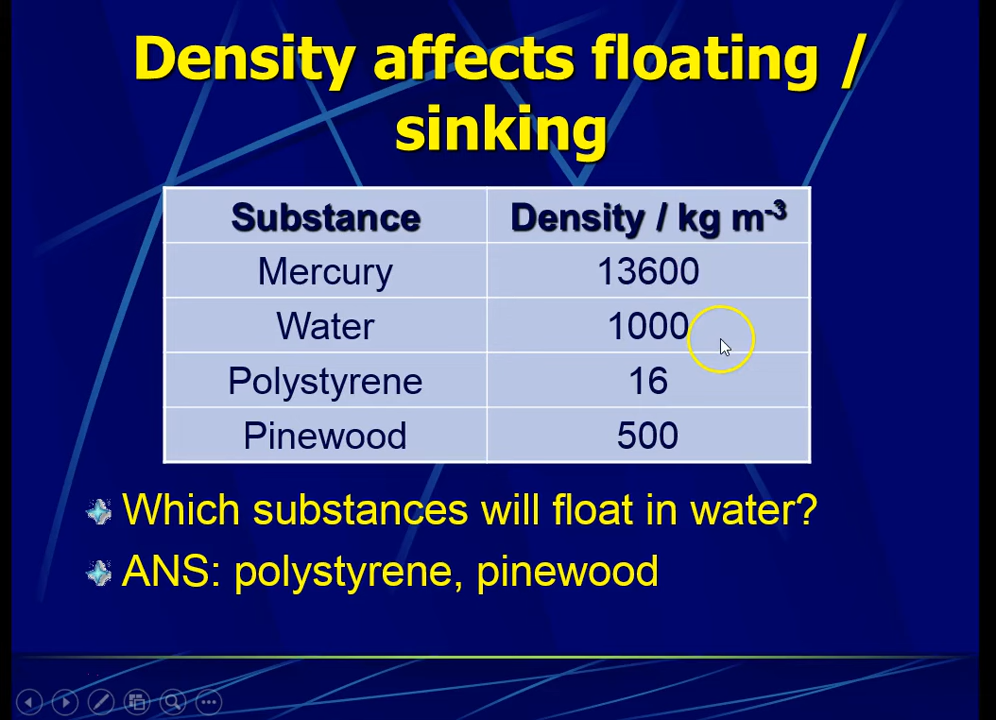 Density affects floating /
sinking
Substance Density / kg m⁻³
Mercury 13600
Water 1000
Polystyrene 16
Pinewood 500
Which substances will float in water?
ANS: polystyrene, pinewood